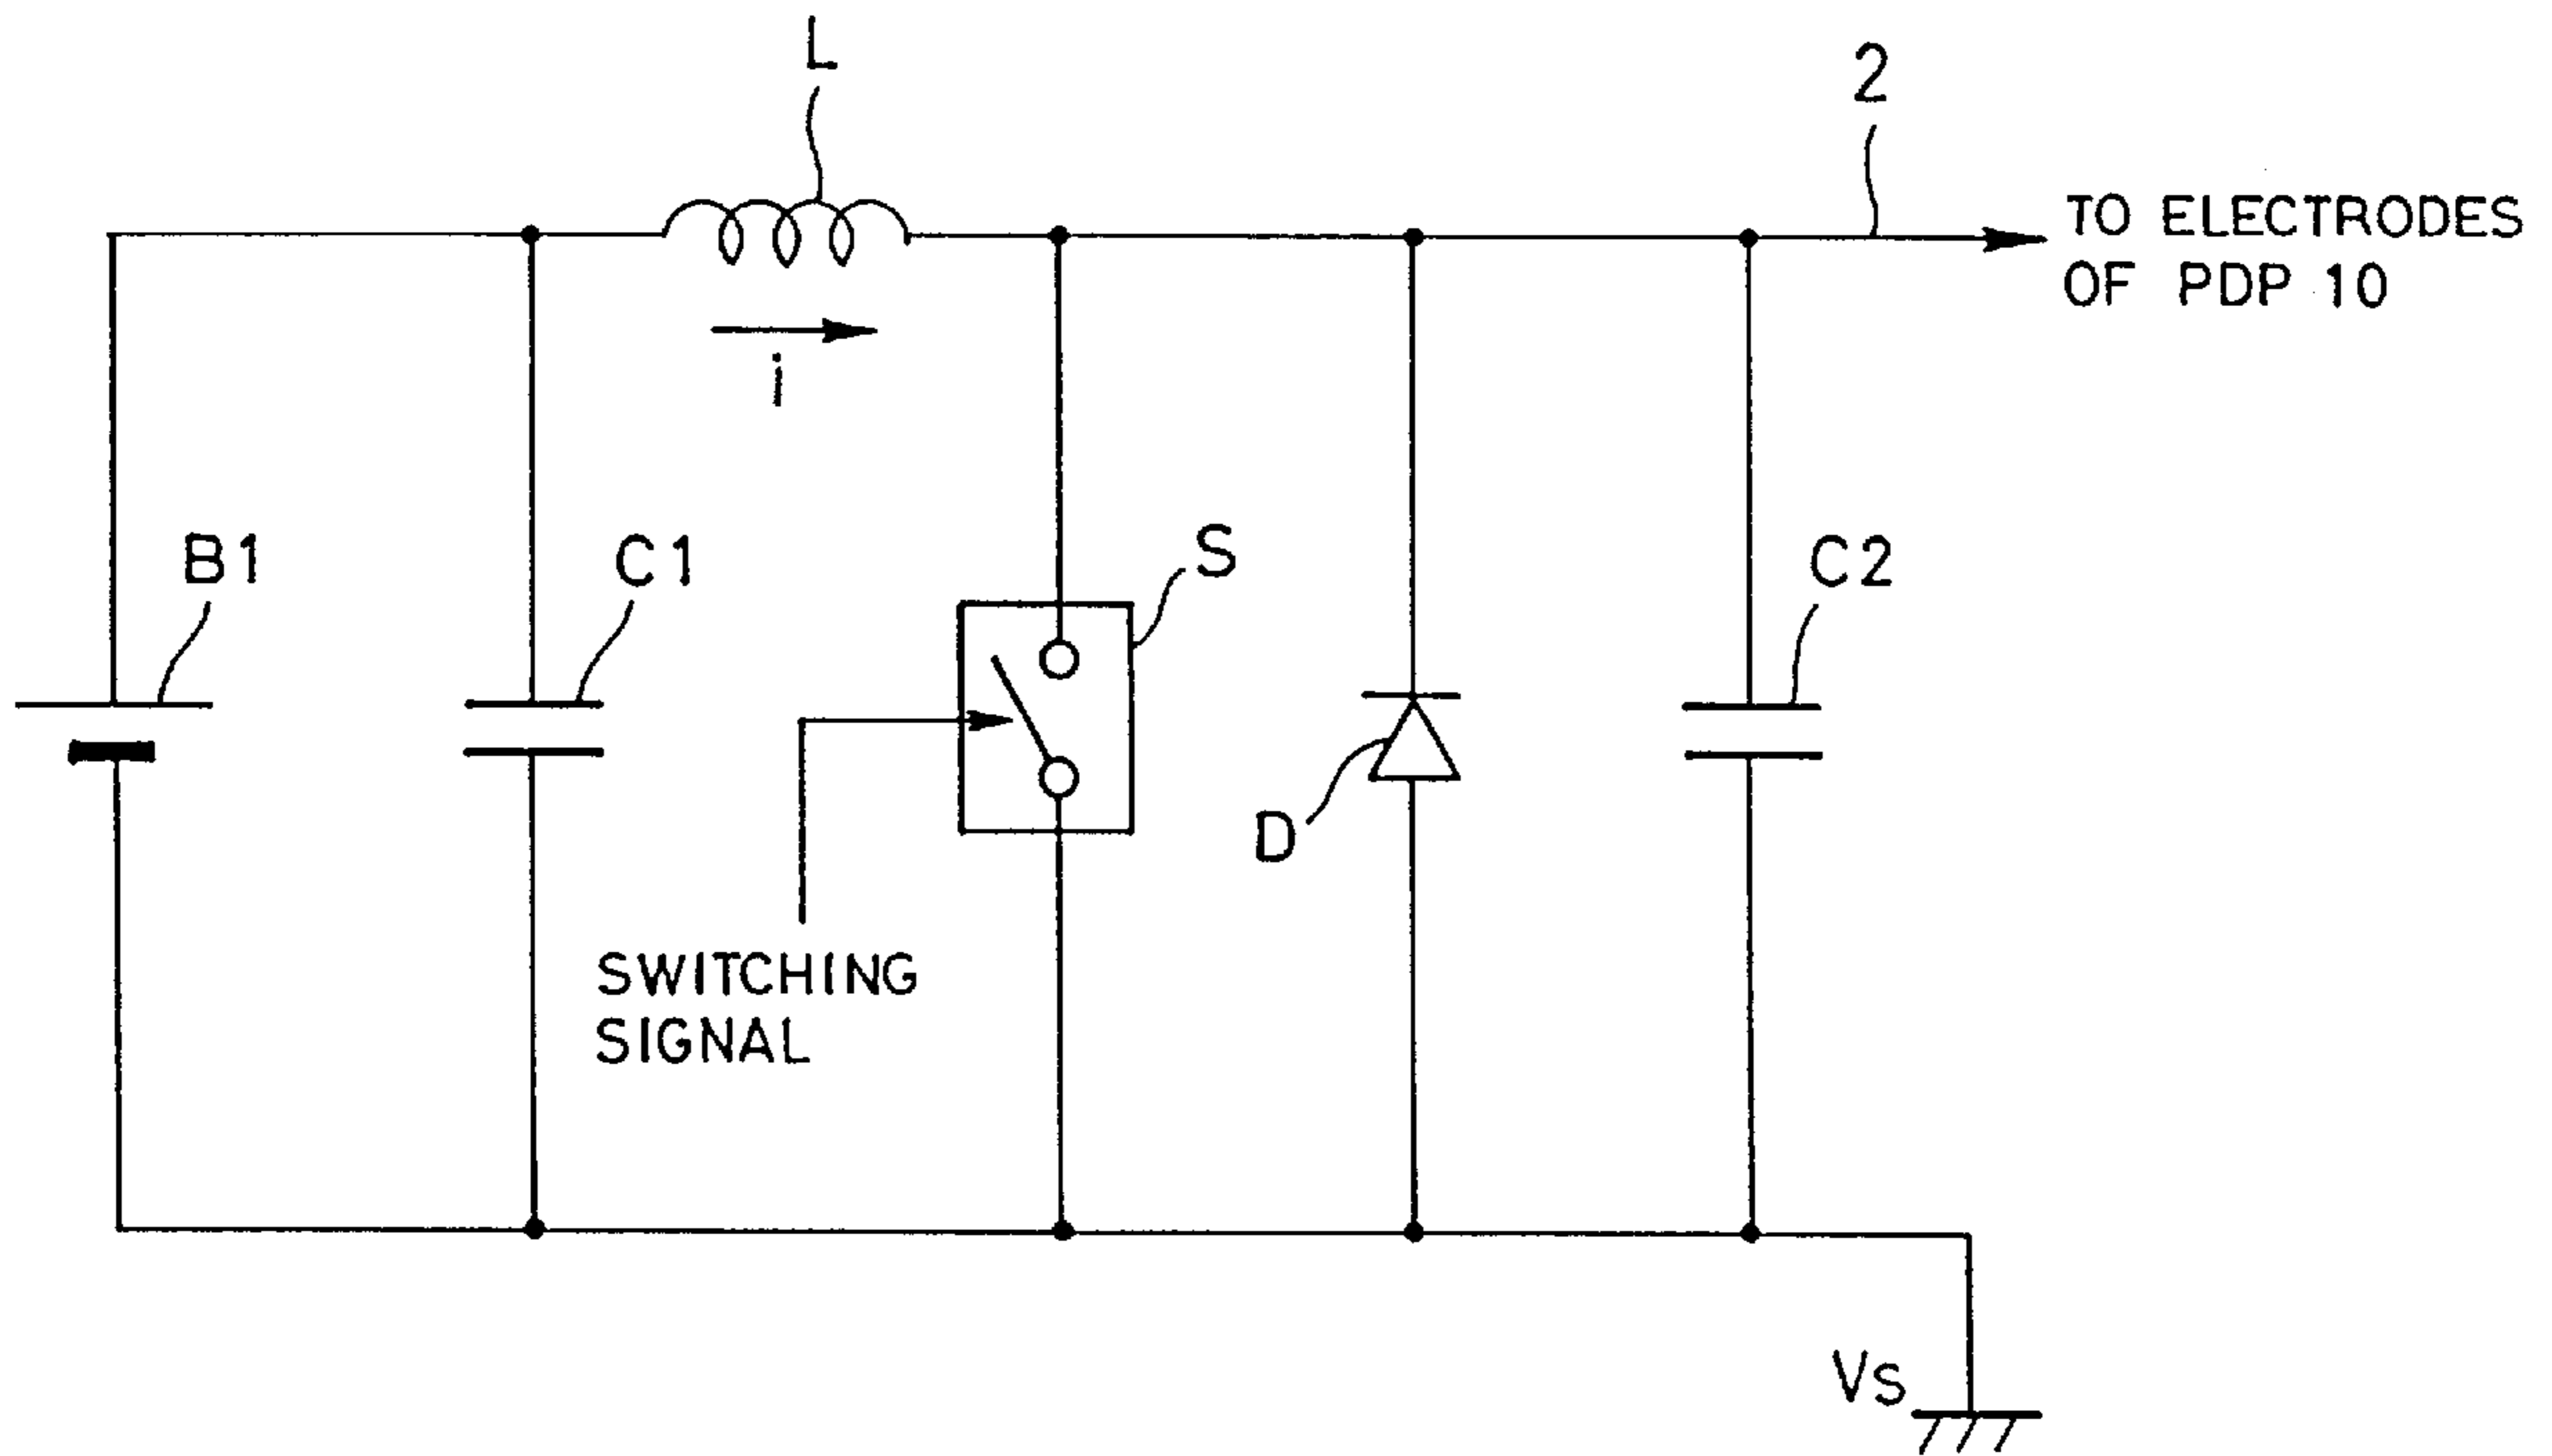 L
2
TO ELECTRODES
OF PDP 10
i
B1
C1
S
C2
D
SWITCHING
SIGNAL
Vs